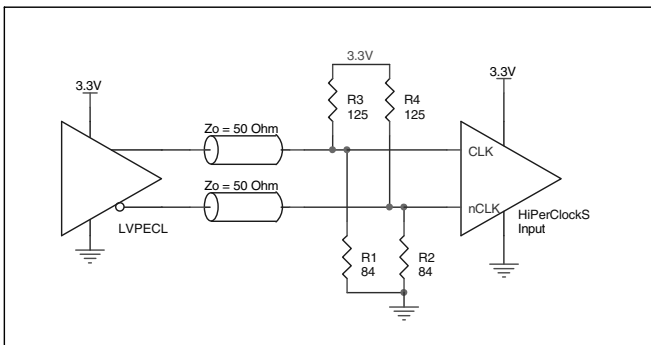 3.3V
3.3V
3.3V
R3
125
R4
125
Zo = 50 Ohm
CLK
Zo = 50 Ohm
nCLK
HiPerClockS
Input
LVPECL
R1
84
R2
84